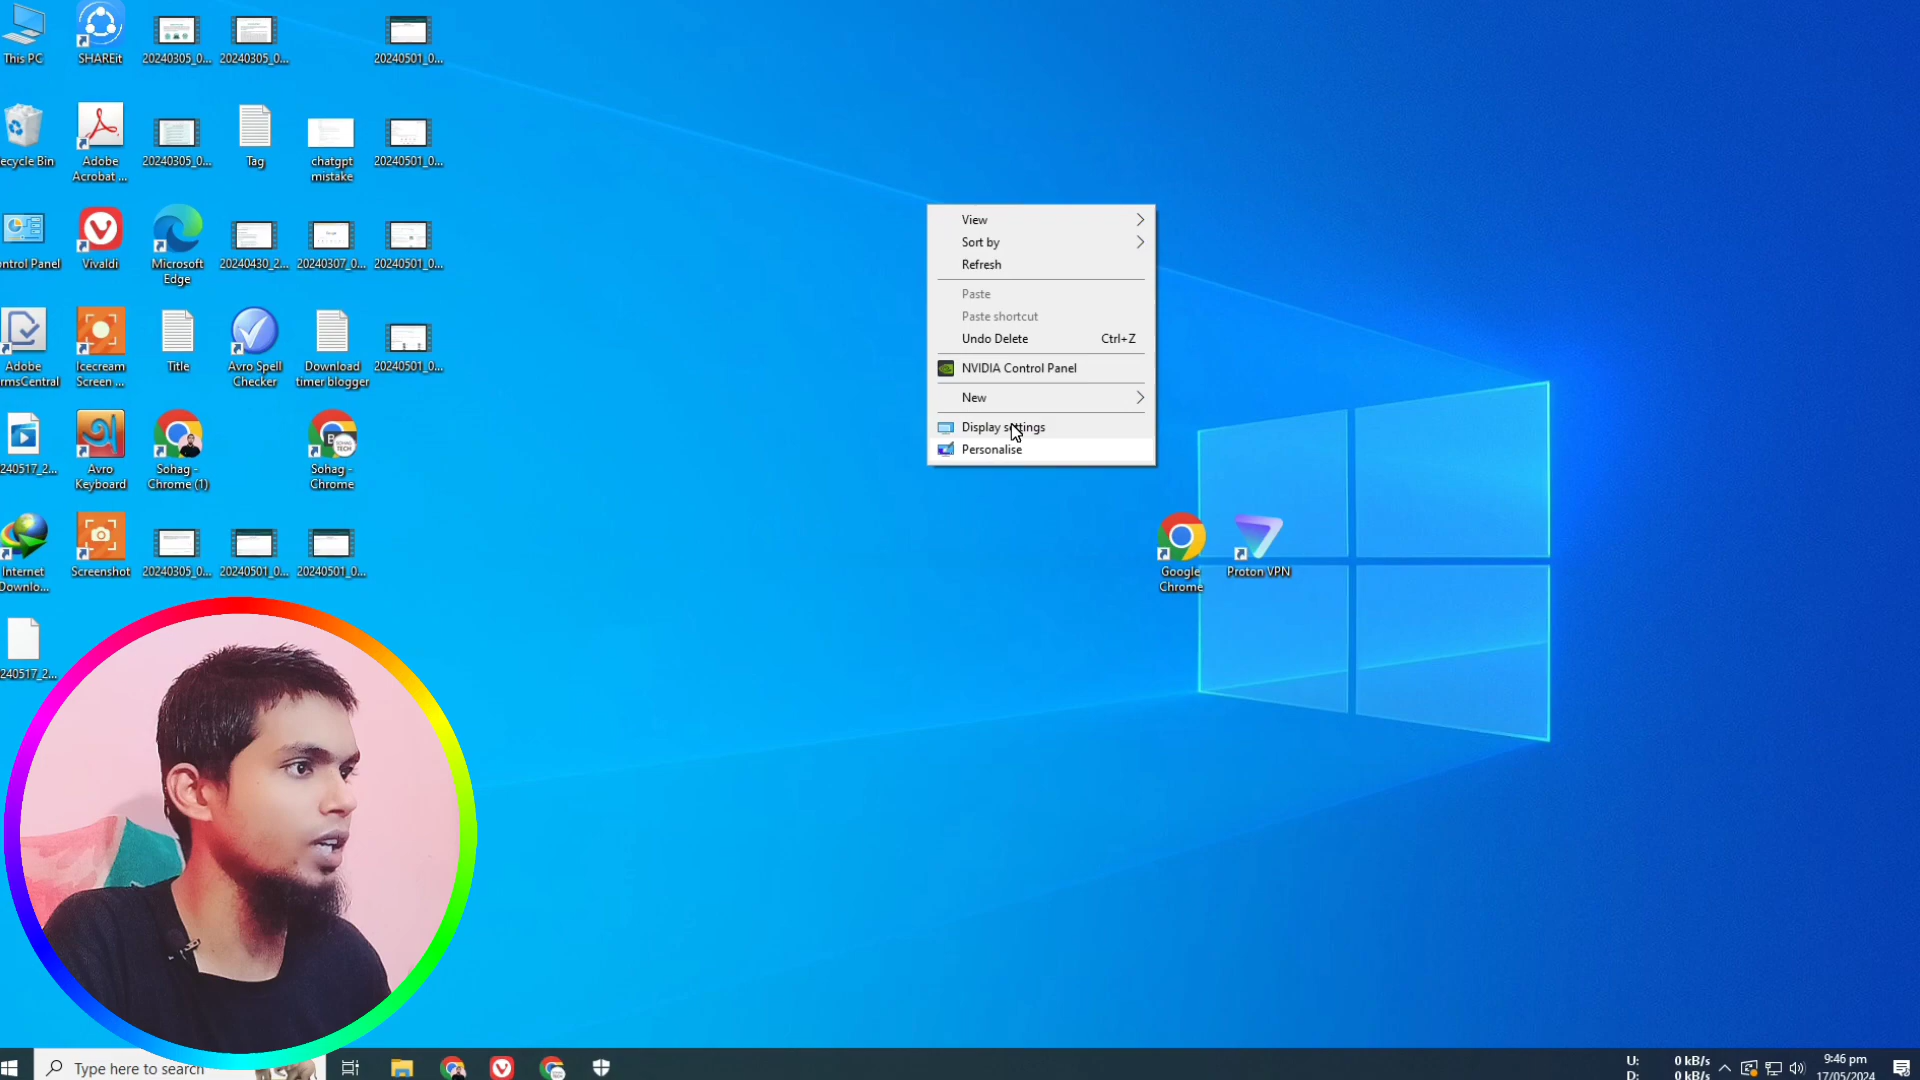 This PC
SHAREit
20240305_0...
20240305_0...
20240501_0...
ecycle Bin
Adobe
Acrobat ...
20240305_0...
Tag
chatgpt
mistake
20240501_0...
ontrol Panel
Vivaldi
Microsoft
Edge
20240430_2...
20240307_0...
20240501_0...
Adobe
rmsCentral
Icecream
Screen ...
Title
Avro Spell
Checker
Download
timer blogger
20240501_0...
240517_2...
Avro
Keyboard
Sohag -
Chrome (1)
Sohag -
Chrome
Internet
Downlo...
Screenshot
20240305_0...
20240501_0...
20240501_0...
240517_2...
View
Sort by
Refresh
Paste
Paste shortcut
Undo Delete Ctrl+Z
NVIDIA Control Panel
New
Display settings
Personalise
Google
Chrome
Proton VPN
Type here to search
U: 0 kB/s
D: 0 kB/s
9:46 pm
17/05/2024